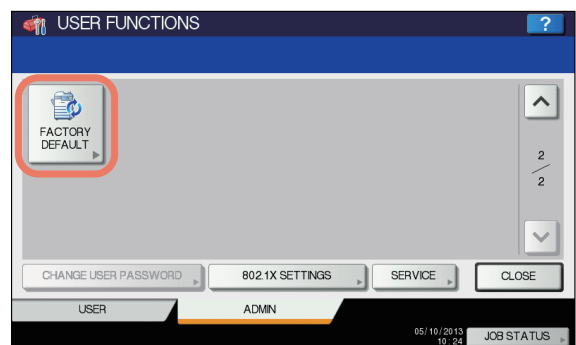 USER FUNCTIONS
?
FACTORY
DEFAULT
2
2
CHANGE USER PASSWORD
802.1X SETTINGS
SERVICE
CLOSE
USER
ADMIN
05/10/2013
10:24
JOB STATUS